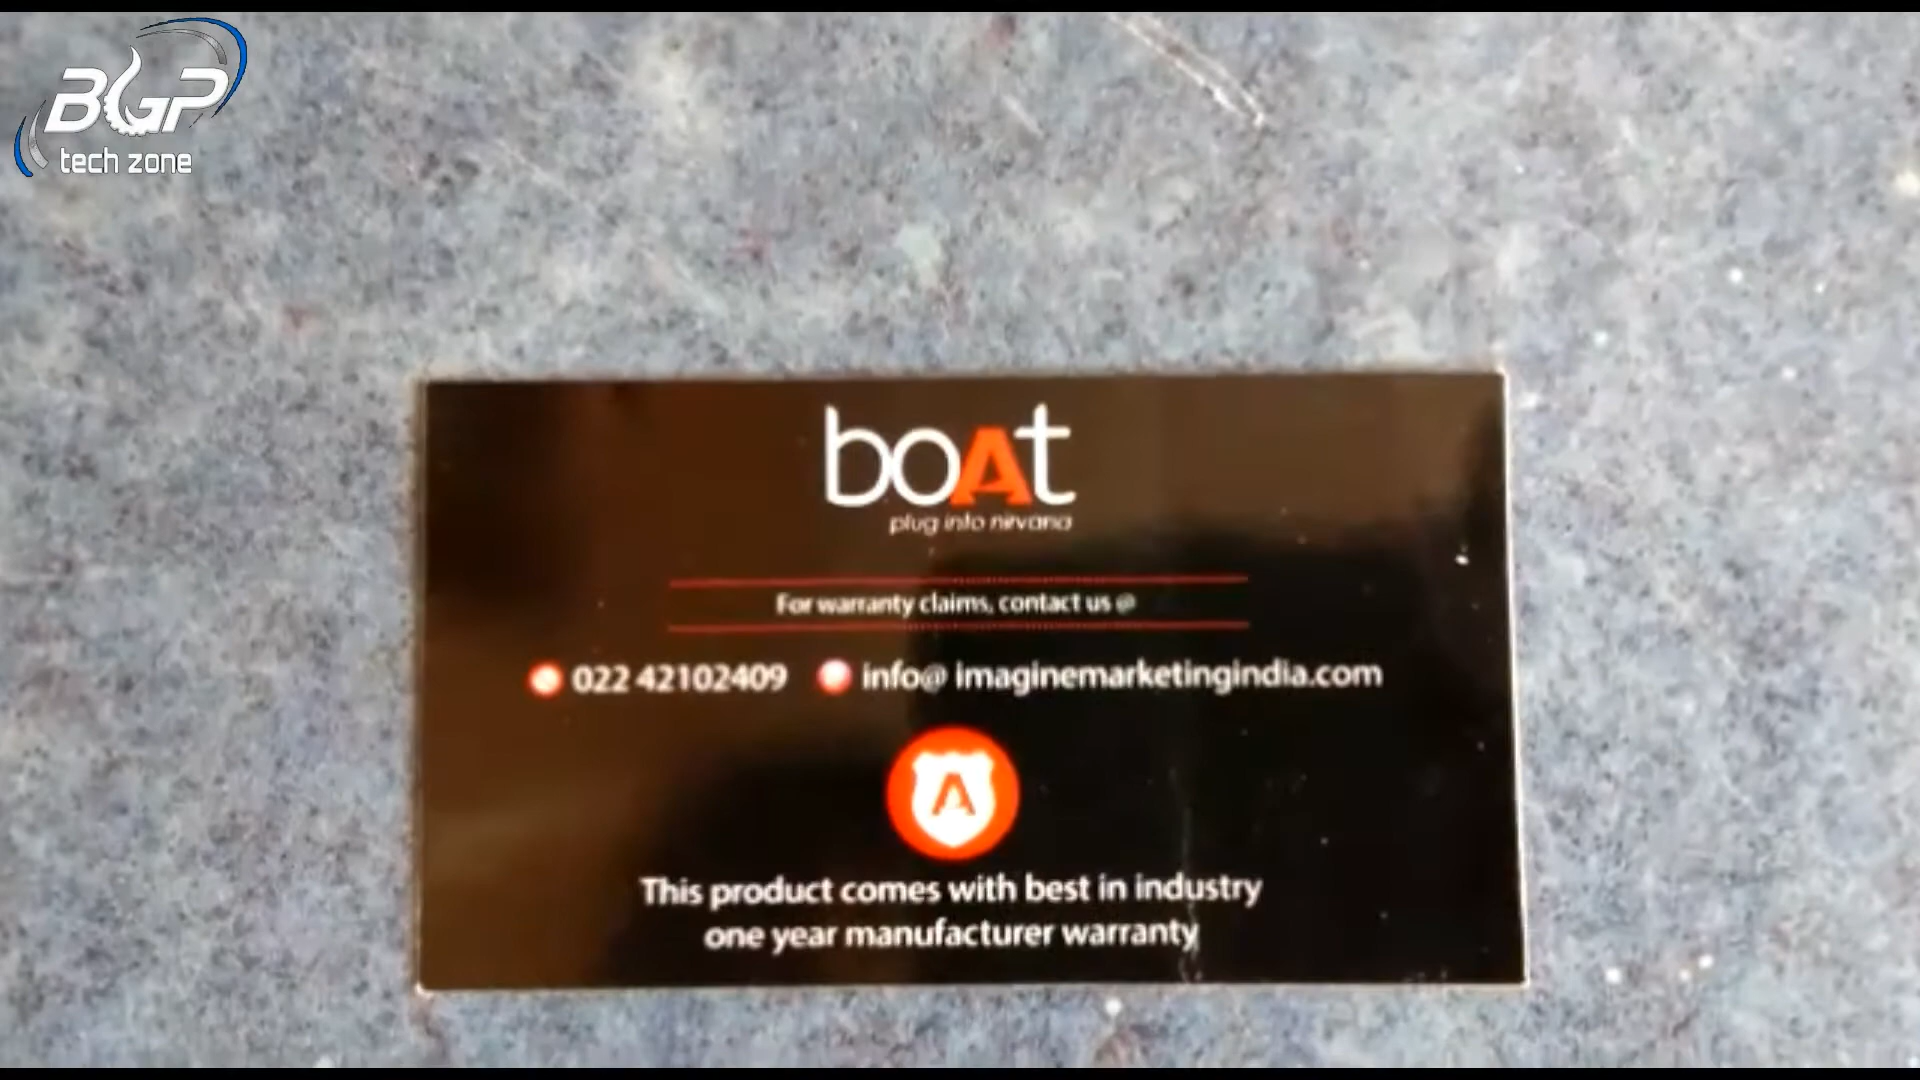 BGP
tech zone
boAt
plug into nirvana
For warranty claims, contact us @
022 42102409 info@ imaginemarketingindia.com
A
This product comes with best in industry
one year manufacturer warranty